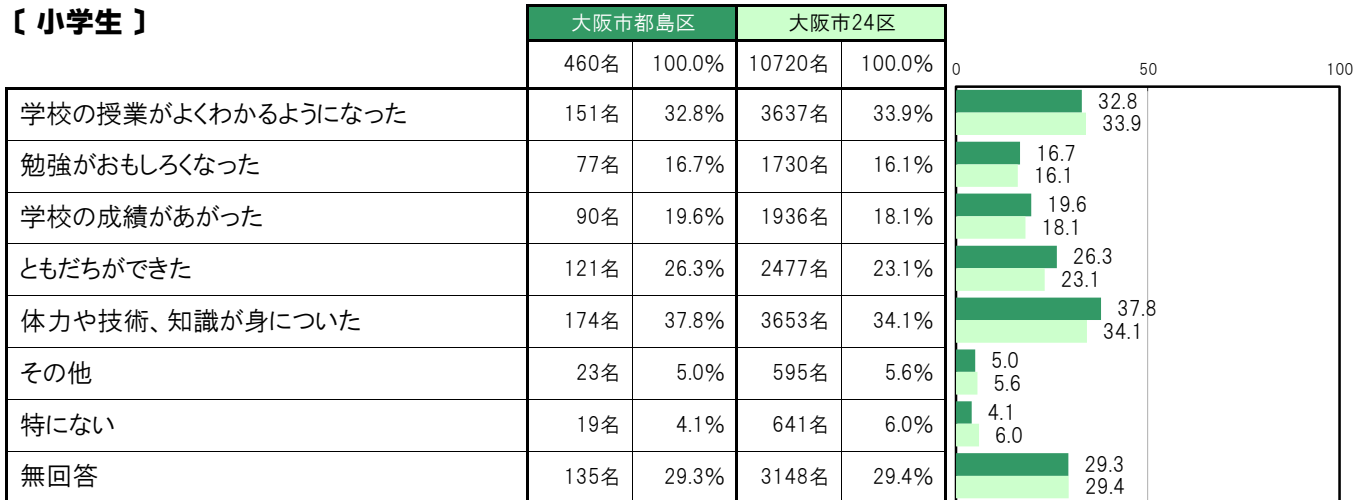 〔 小学生 〕
大阪市都島区 大阪市24区
460名 100.0% 10720名 100.0%
0 50 100
学校の授業がよくわかるようになった 151名 32.8% 3637名 33.9% 32.8
33.9
勉強がおもしろくなった 77名 16.7% 1730名 16.1% 16.7
16.1
学校の成績があがった 90名 19.6% 1936名 18.1% 19.6
18.1
ともだちができた 121名 26.3% 2477名 23.1% 26.3
23.1
体力や技術、知識が身についた 174名 37.8% 3653名 34.1% 37.8
34.1
その他 23名 5.0% 595名 5.6% 5.0
5.6
特にない 19名 4.1% 641名 6.0% 4.1
6.0
無回答 135名 29.3% 3148名 29.4% 29.3
29.4